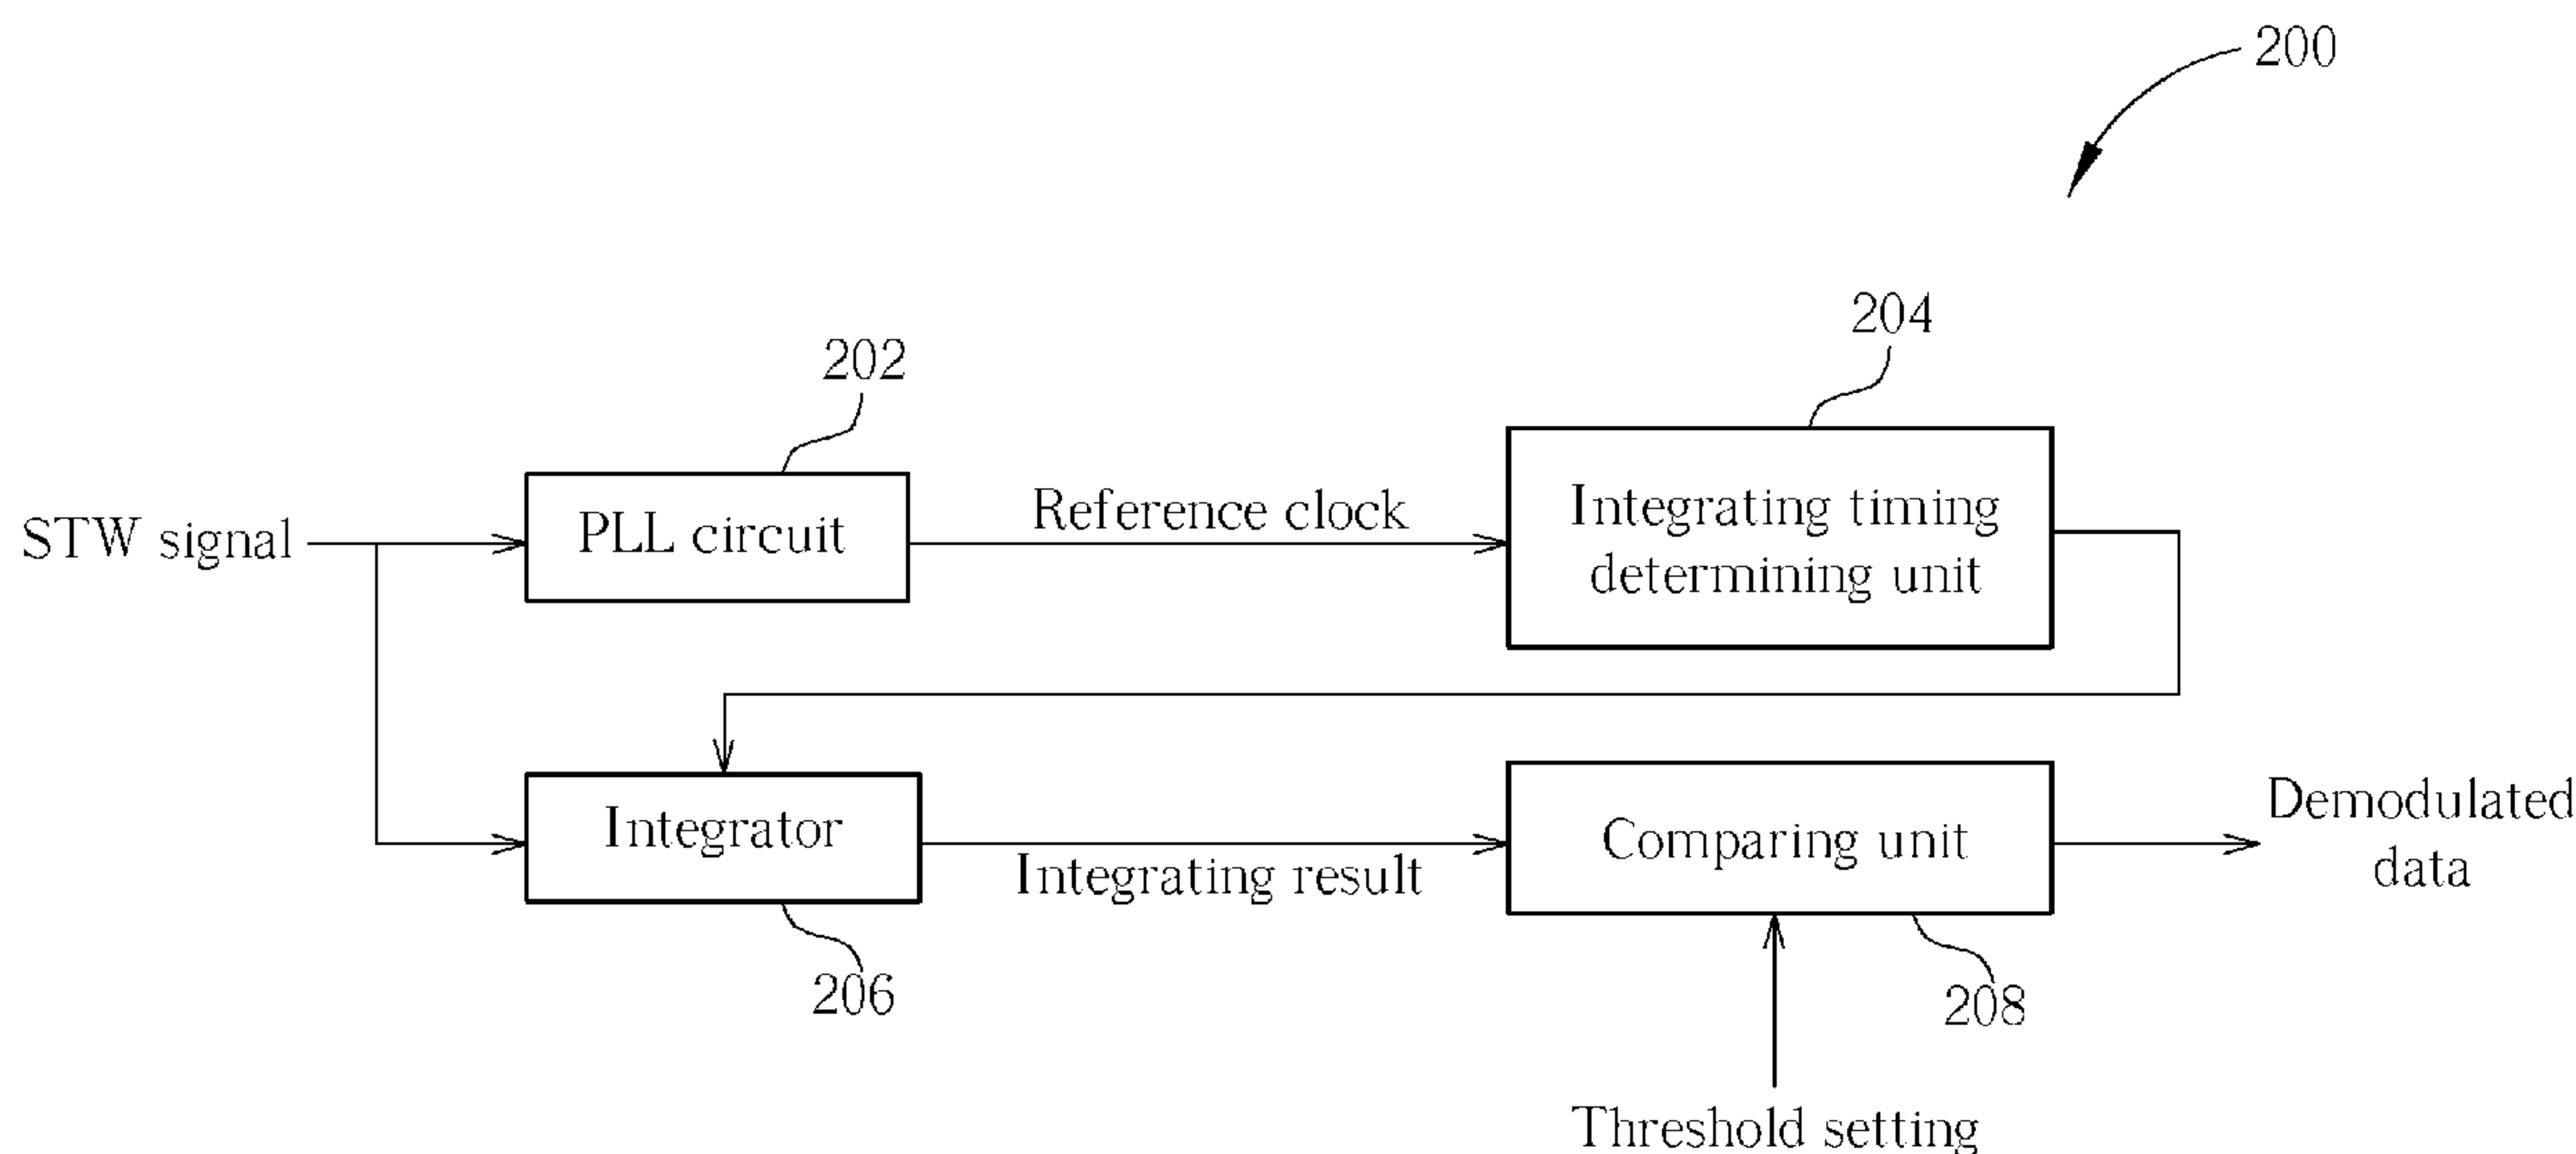 200
204
202
STW signal
PLL circuit
Reference clock
Integrating timing
determining unit
Integrator
Integrating result
Comparing unit
Demodulated
data
206
208
Threshold setting